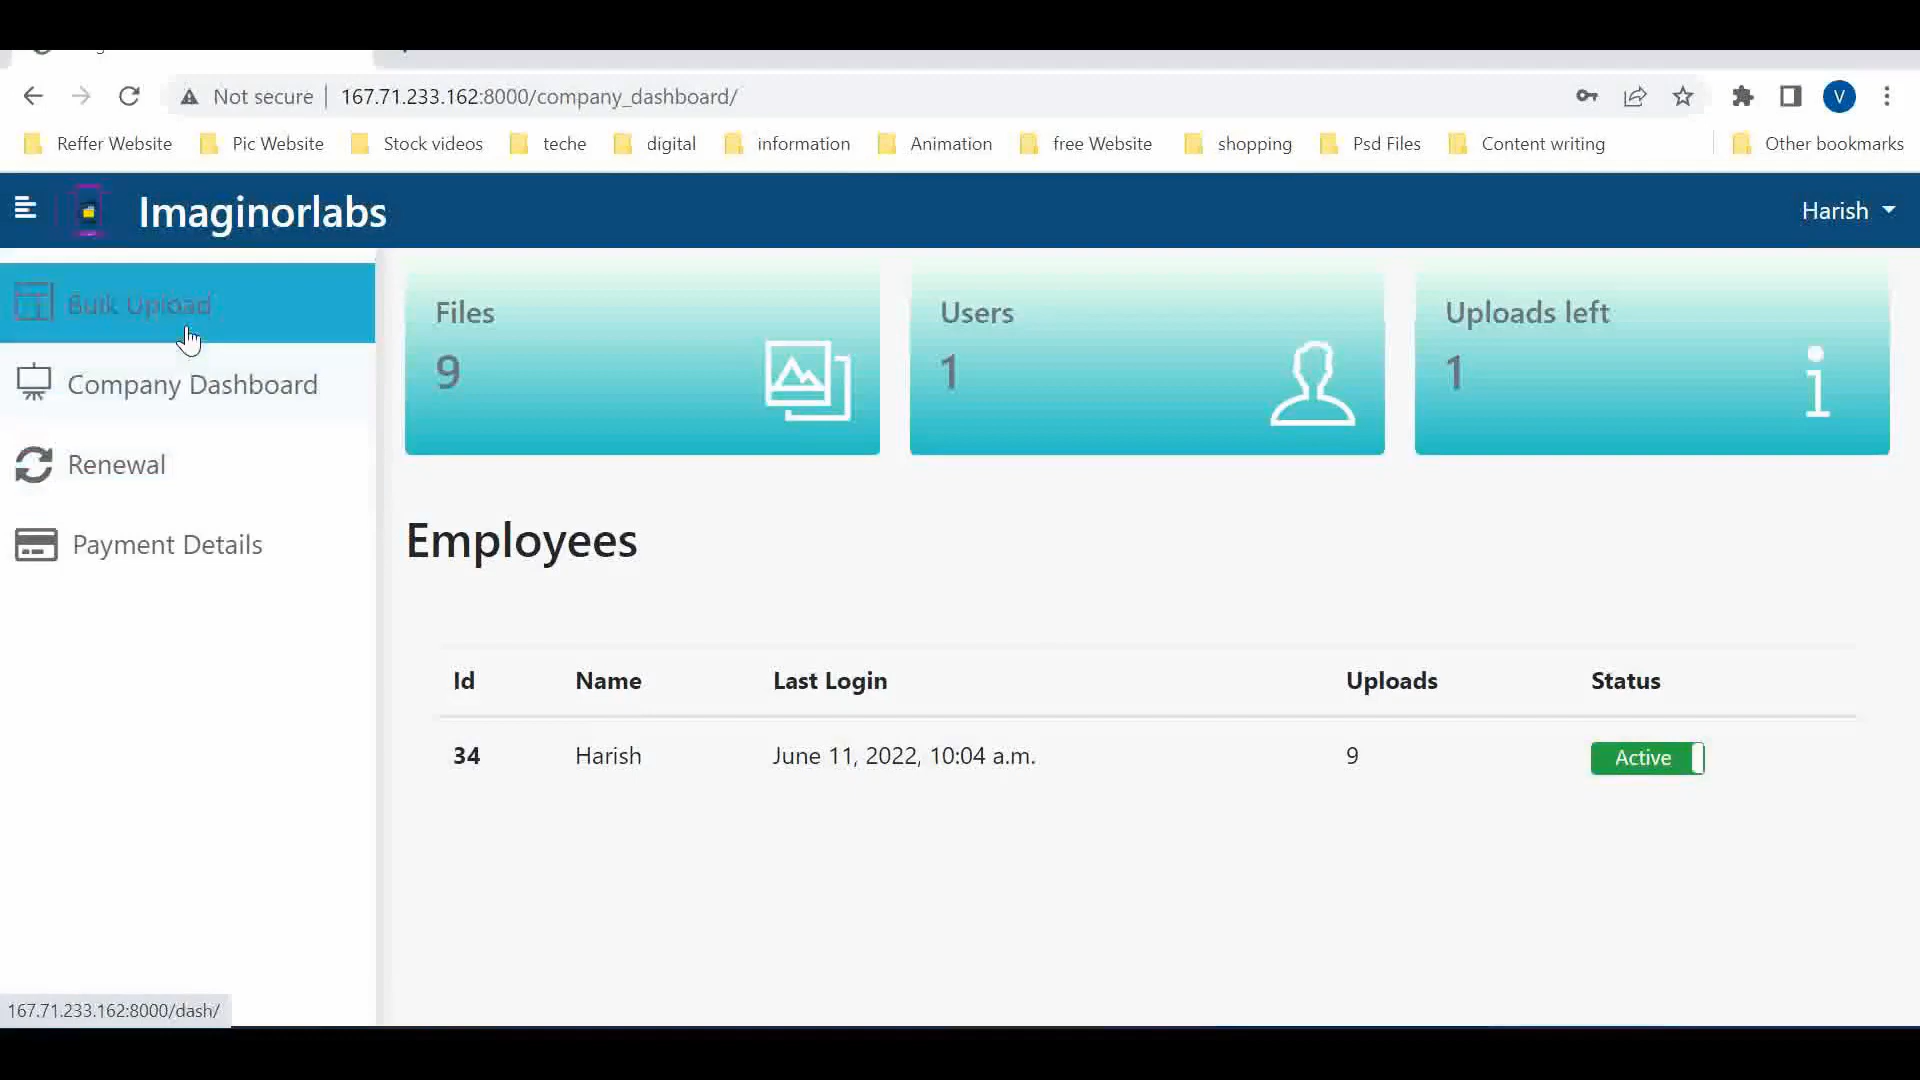 Not secure
167.71.233.162:8000/company_dashboard/
V
Reffer Website
Pic Website
Stock videos
teche
digital
information
Animation
free Website
shopping
Psd Files
Content writing
Other bookmarks
Imaginorlabs
Harish
Bulk Upload
Company Dashboard
Renewal
Payment Details
Files
9
Users
1
Uploads left
1
Employees
Id Name Last Login Uploads Status
34 Harish June 11, 2022, 10:04 a.m. 9 Active
167.71.233.162:8000/dash/